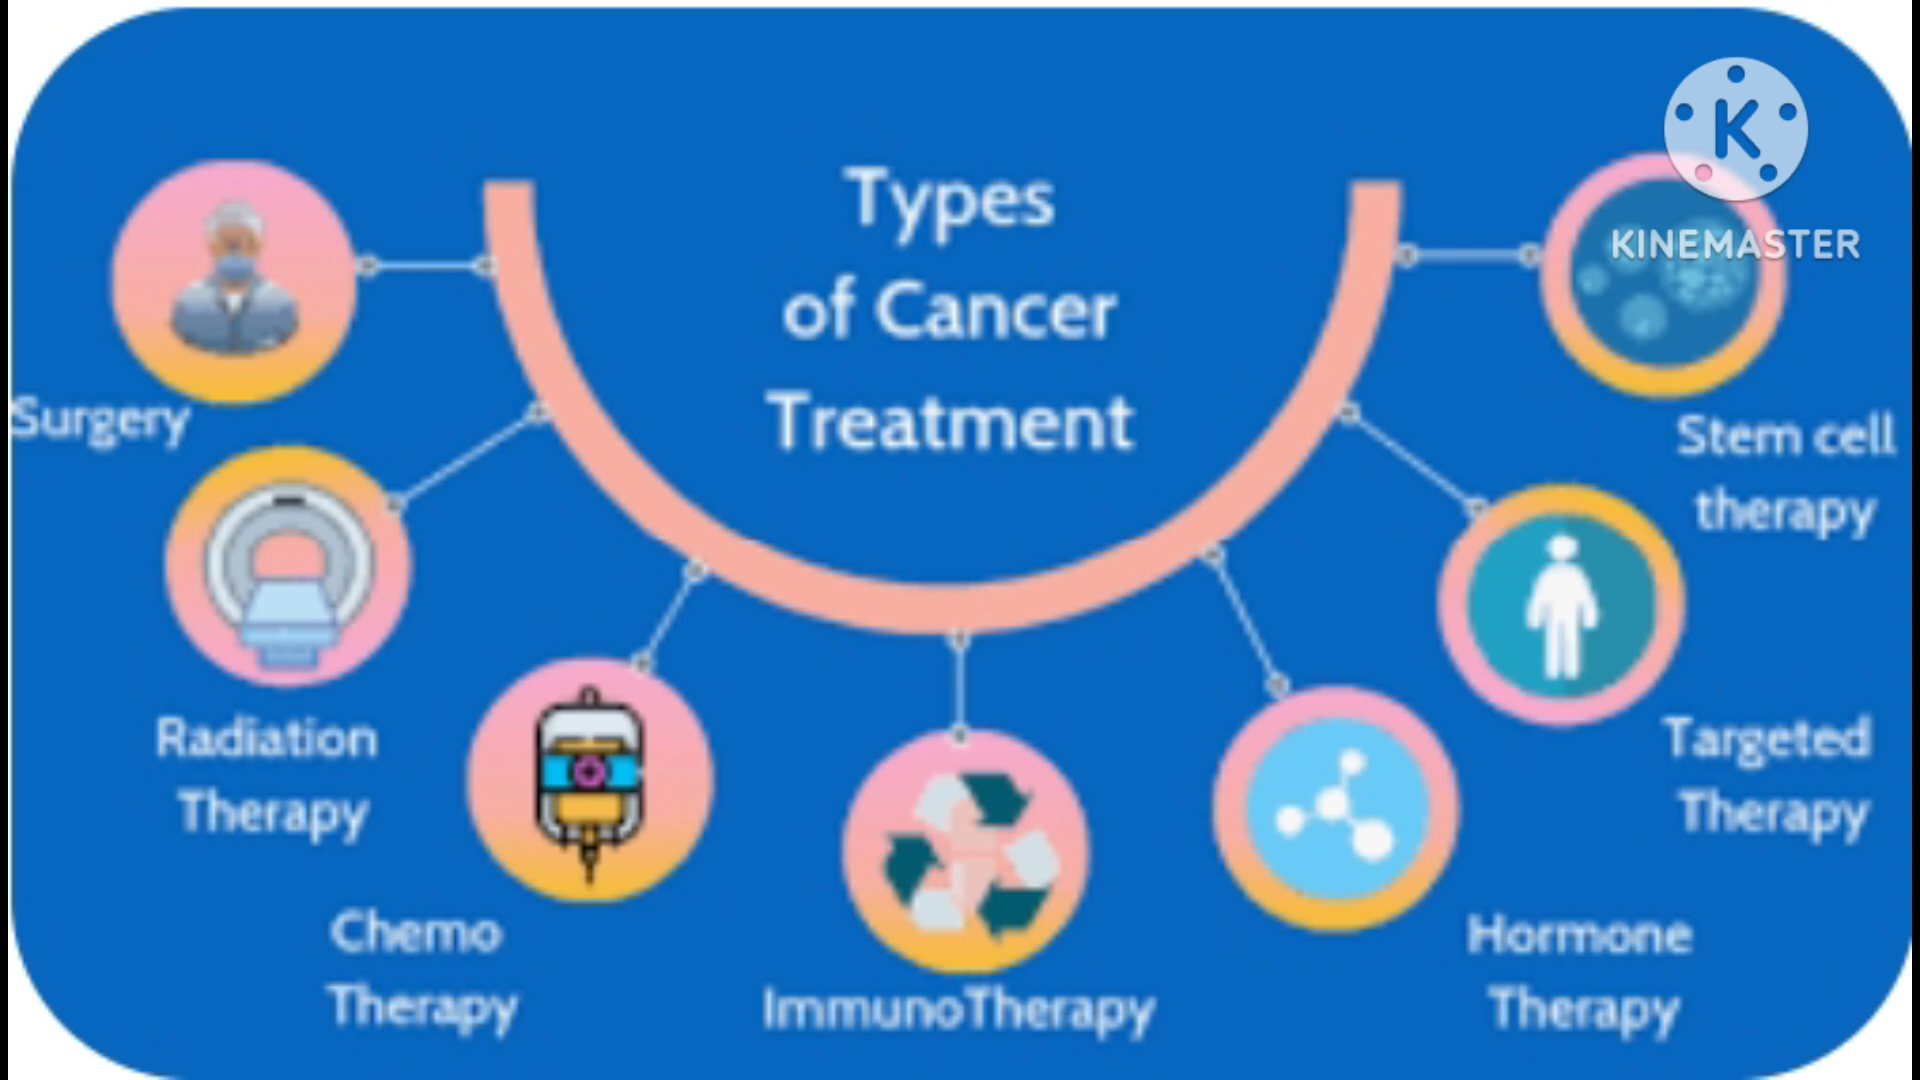 Types
of Cancer
Treatment
K
KINEMASTER
Surgery
Radiation
Therapy
Chemo
Therapy
ImmunoTherapy
Hormone
Therapy
Targeted
Therapy
Stem cell
therapy